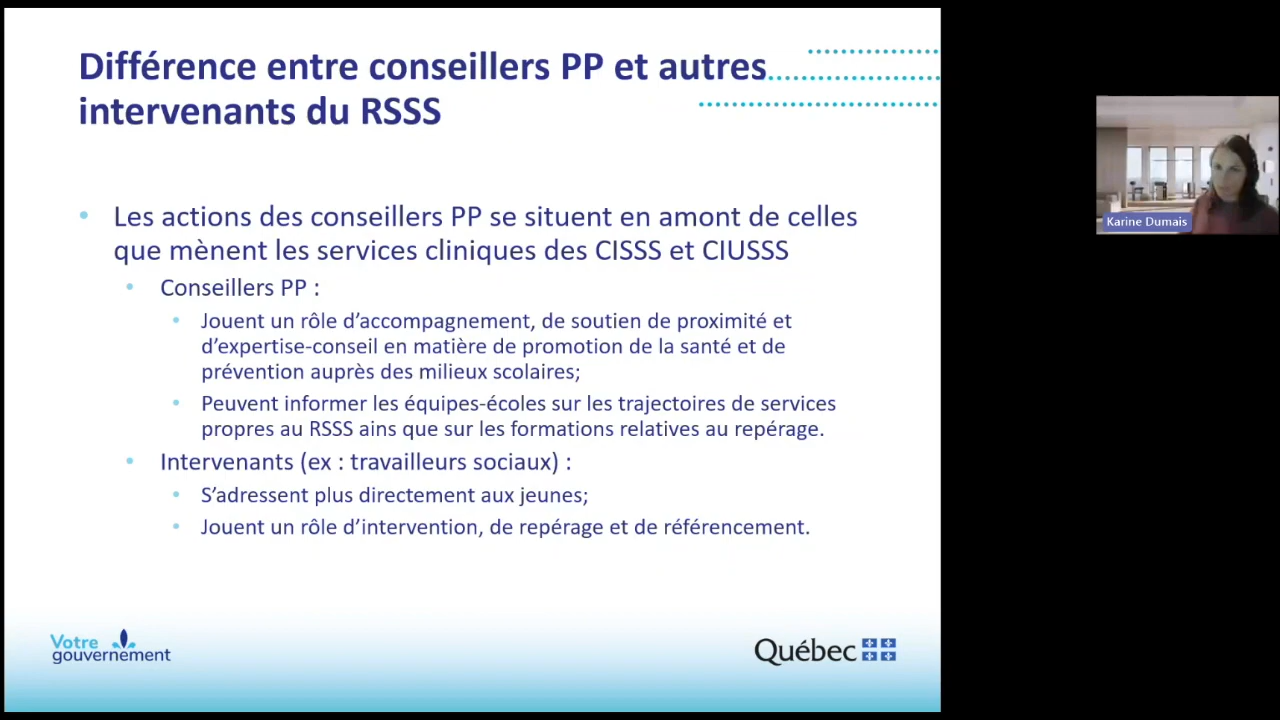 Différence entre conseillers PP et autres
intervenants du RSSS
• Les actions des conseillers PP se situent en amont de celles
que mènent les services cliniques des CISSS et CIUSSS
• Conseillers PP :
• Jouent un rôle d’accompagnement, de soutien de proximité et
d’expertise-conseil en matière de promotion de la santé et de
prévention auprès des milieux scolaires;
• Peuvent informer les équipes-écoles sur les trajectoires de services
propres au RSSS ains que sur les formations relatives au repérage.
• Intervenants (ex : travailleurs sociaux) :
• S’adressent plus directement aux jeunes;
• Jouent un rôle d’intervention, de repérage et de référencement.
Votre
gouvernement
Québec
Karine Dumais